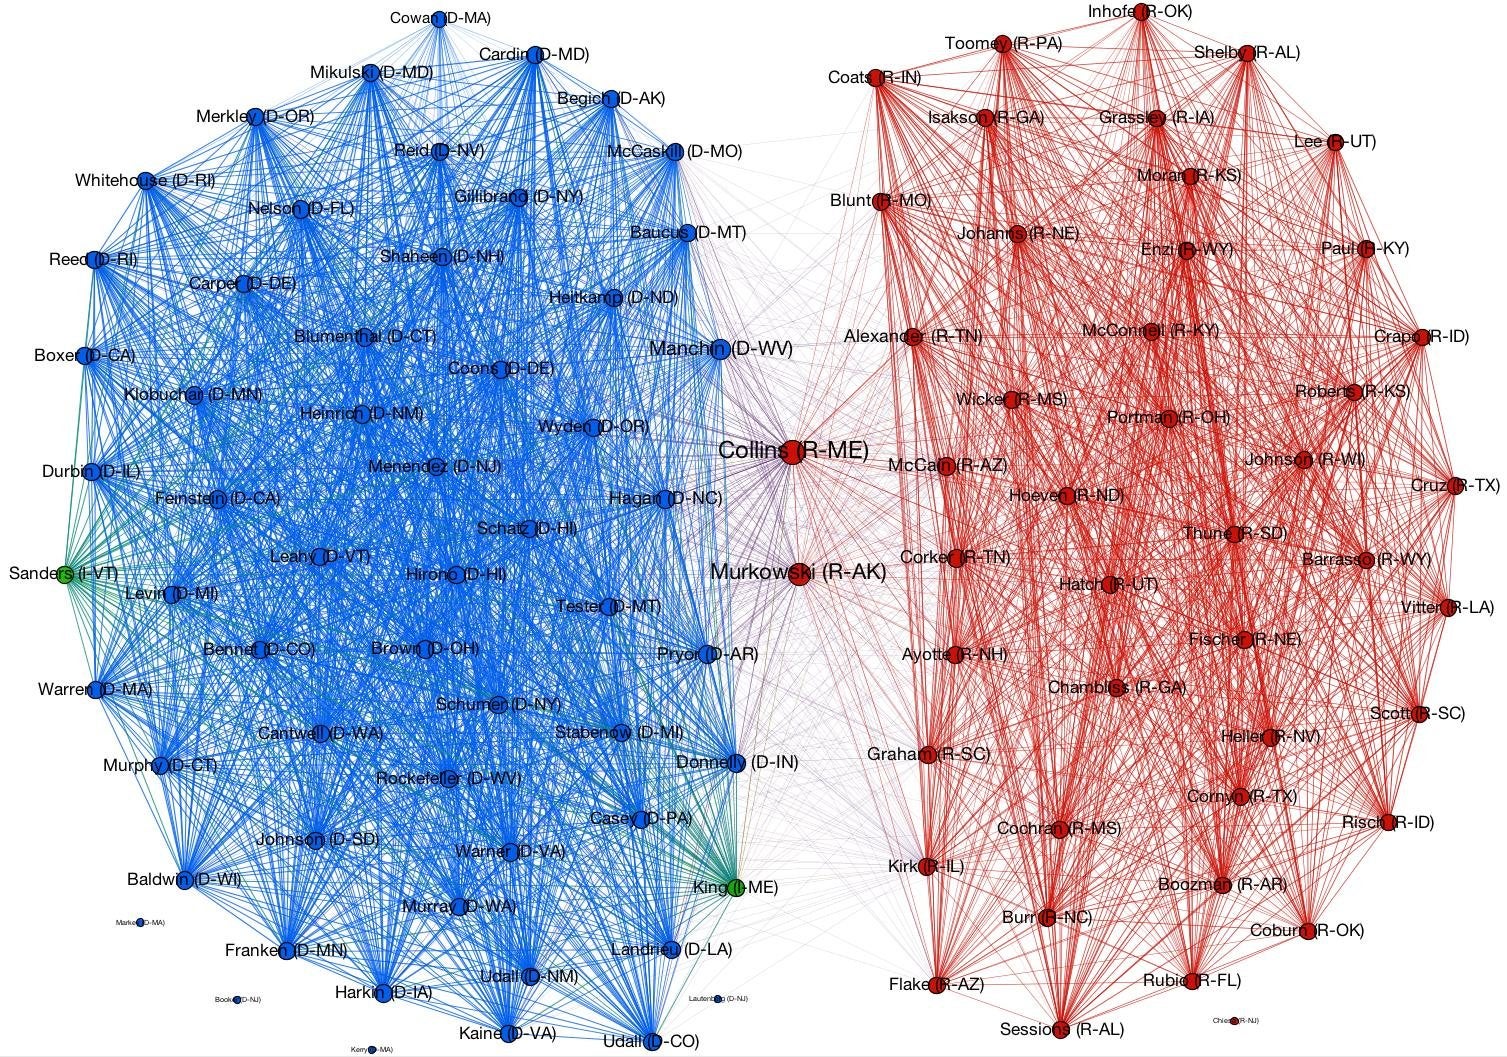 Cowan (D-MA)
Inhofe (R-OK)
Toomey (R-PA)
Cardin (D-MD)
Shelby (R-AL)
Mikulski (D-MD)
Coats (R-IN)
Begich (D-AK)
Merkley (D-OR)
Isakson (R-GA)
Grassley (R-IA)
Lee (R-UT)
Reid (D-NV)
McCaskill (D-MO)
Moran (R-KS)
Whitehouse (D-RI)
Gillibrand (D-NY)
Blunt (R-MO)
Nelson (D-FL)
Baucus (D-MT)
Johanns (R-NE)
Enzi (R-WY)
Paul (R-KY)
Shaheen (D-NH)
Reed (D-RI)
Carper (D-DE)
Heitkamp (D-ND)
McConnell (R-KY)
Blumenthal (D-CT)
Alexander (R-TN)
Crapo (R-ID)
Manchin (D-WV)
Boxer (D-CA)
Coons (D-DE)
Roberts (R-KS)
Klobuchar (D-MN)
Wicker (R-MS)
Heinrich (D-NM)
Portman (R-OH)
Wyden (D-OR)
Collins (R-ME)
Johnson (R-WI)
Menendez (D-NJ)
McCain (R-AZ)
Durbin (D-IL)
Cruz (R-TX)
Hoeven (R-ND)
Feinstein (D-CA)
Hagan (D-NC)
Schatz (D-HI)
Thune (R-SD)
Leahy (D-VT)
Corker (R-TN)
Barrasso (R-WY)
Sanders (I-VT)
Hirono (D-HI)
Murkowski (R-AK)
Hatch (R-UT)
Levin (D-MI)
Tester (D-MT)
Vitter (R-LA)
Fischer (R-NE)
Bennet (D-CO)
Brown (D-OH)
Pryor (D-AR)
Ayotte (R-NH)
Warren (D-MA)
Chambliss (R-GA)
Schumer (D-NY)
Scott (R-SC)
Cantwell (D-WA)
Stabenow (D-MI)
Heller (R-NV)
Graham (R-SC)
Murphy (D-CT)
Donnelly (D-IN)
Rockefeller (D-WV)
Cornyn (R-TX)
Casey (D-PA)
Risch (R-ID)
Cochran (R-MS)
Johnson (D-SD)
Warner (D-VA)
Kirk (R-IL)
Baldwin (D-WI)
King (I-ME)
Boozman (R-AR)
Murray (D-WA)
Burr (R-NC)
Markey (D-MA)
Coburn (R-OK)
Franken (D-MN)
Landrieu (D-LA)
Udall (D-NM)
Rubio (R-FL)
Flake (R-AZ)
Harkin (D-IA)
Booker (D-NJ)
Lautenberg (D-NJ)
Chiesa (R-NJ)
Sessions (R-AL)
Kaine (D-VA)
Udall (D-CO)
Kerry (D-MA)